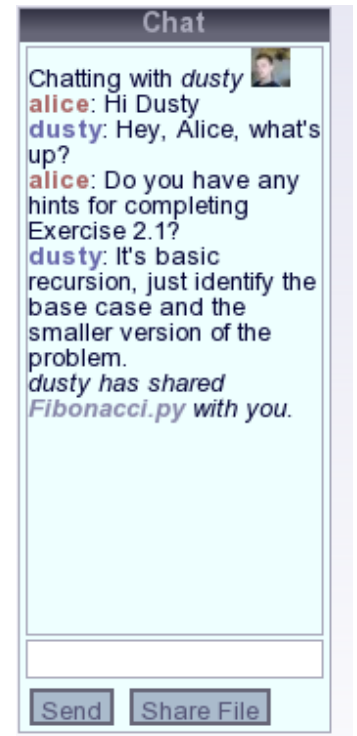 Chat
Chatting with dusty
alice: Hi Dusty
dusty: Hey, Alice, what's
up?
alice: Do you have any
hints for completing
Exercise 2.1?
dusty: It's basic
recursion, just identify the
base case and the
smaller version of the
problem.
dusty has shared
Fibonacci.py with you.
Send Share File